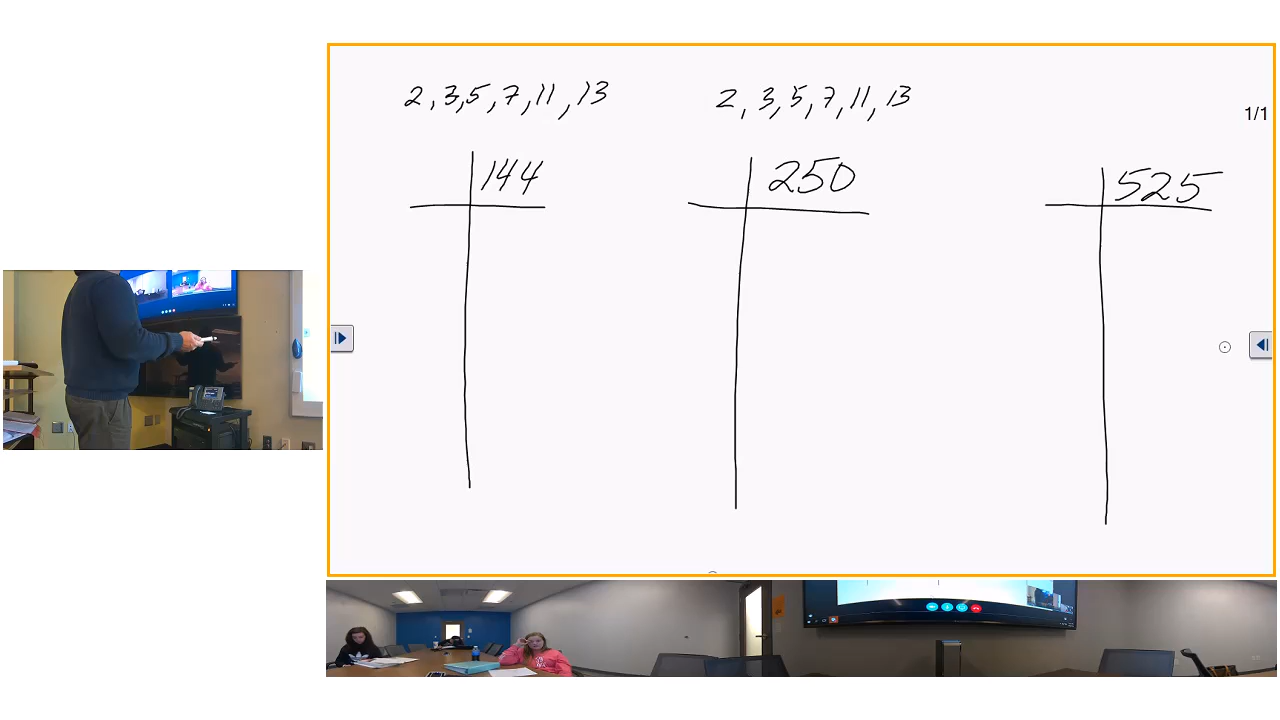 2, 3, 5, 7, 11, 13
2, 3, 5, 7, 11, 13
1/1
144
250
525